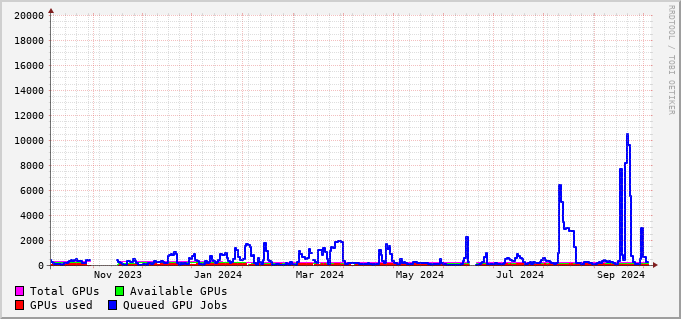 20000
18000
16000
14000
12000
10000
8000
6000
4000
2000
0
Nov 2023 Jan 2024 Mar 2024 May 2024 Jul 2024 Sep 2024
Total GPUs Available GPUs
GPUs used Queued GPU Jobs
RRDTOOL / TOBI OETIKER